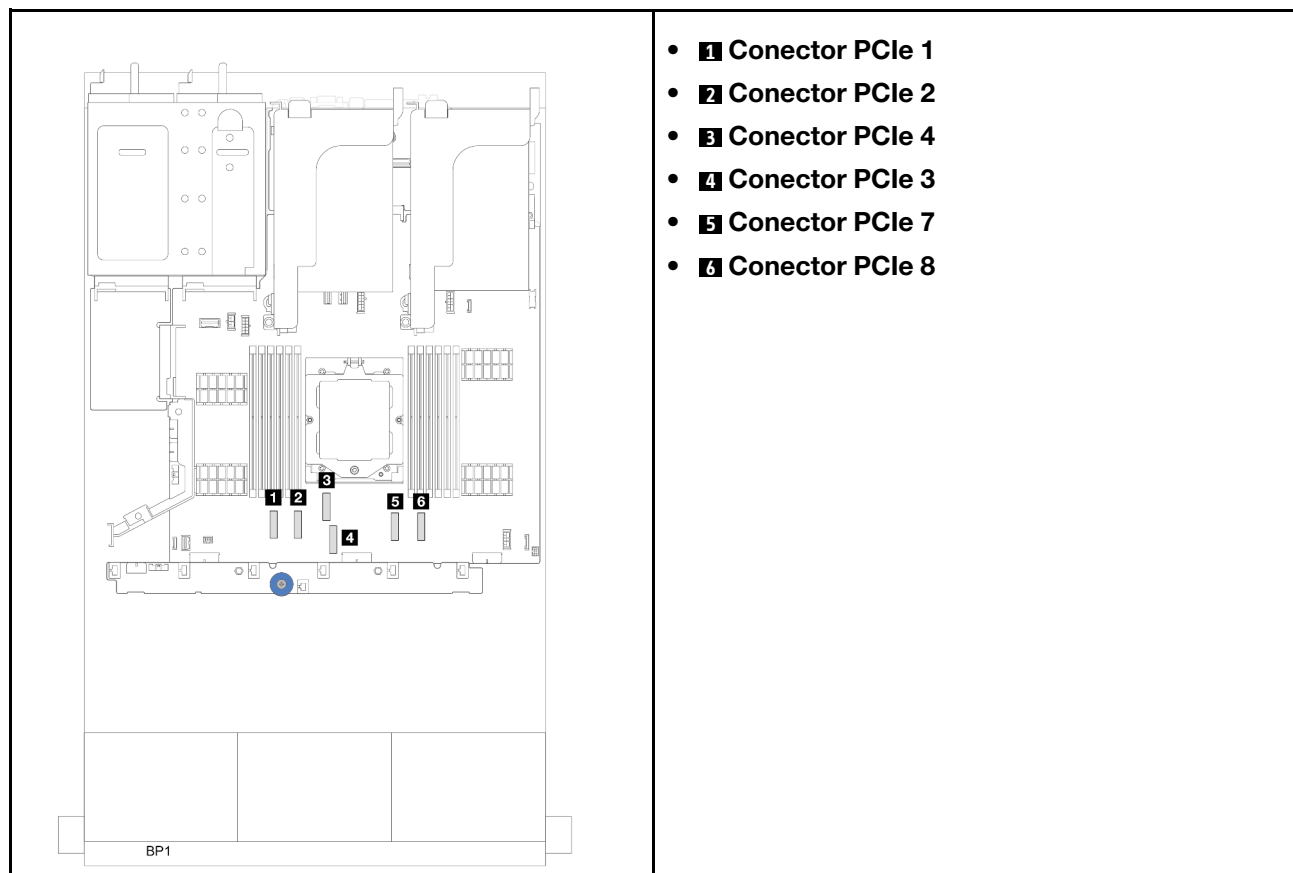 3
1 2
5 6
4
BP1
• 1 Conector PCIe 1
• 2 Conector PCIe 2
• 3 Conector PCIe 4
• 4 Conector PCIe 3
• 5 Conector PCIe 7
• 6 Conector PCIe 8